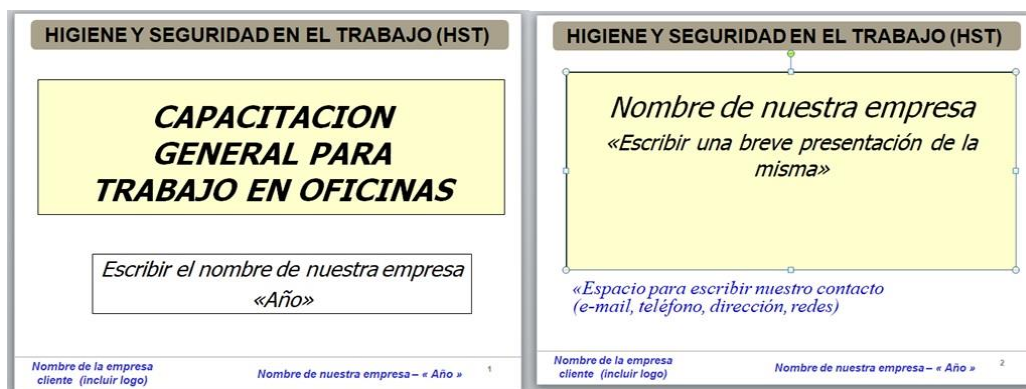 HIGIENE Y SEGURIDAD EN EL TRABAJO (HST)
CAPACITACION
GENERAL PARA
TRABAJO EN OFICINAS
Escribir el nombre de nuestra empresa
«Año»
Nombre de la empresa
cliente (incluir logo)
Nombre de nuestra empresa – « Año »
1
HIGIENE Y SEGURIDAD EN EL TRABAJO (HST)
Nombre de nuestra empresa
«Escribir una breve presentación de la
misma»
«Espacio para escribir nuestro contacto
(e-mail, teléfono, dirección, redes)
Nombre de la empresa
cliente (incluir logo)
Nombre de nuestra empresa – « Año »
2